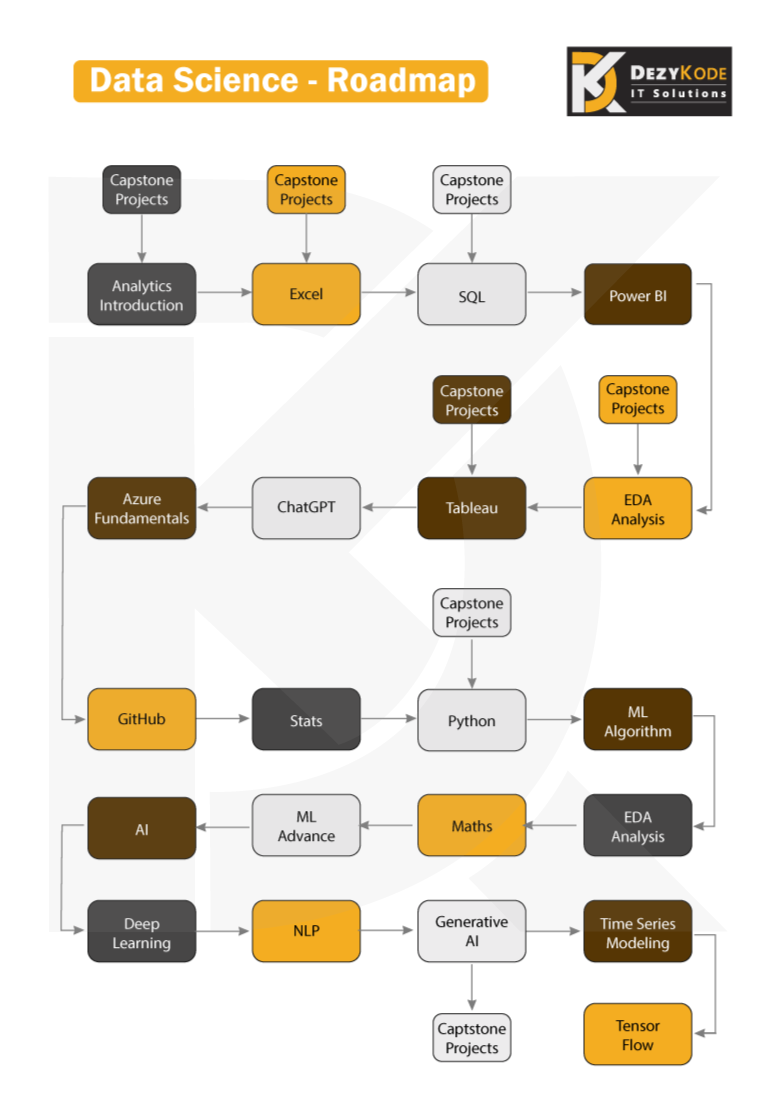 Data Science - Roadmap
DEZYKODE
IT Solutions
Capstone
Projects
Capstone
Projects
Capstone
Projects
Analytics
Introduction
Excel
SQL
Power BI
Capstone
Projects
Capstone
Projects
Azure
Fundamentals
ChatGPT
Tableau
EDA
Analysis
Capstone
Projects
GitHub
Stats
Python
ML
Algorithm
AI
ML
Advance
Maths
EDA
Analysis
Deep
Learning
NLP
Generative
AI
Time Series
Modeling
Captstone
Projects
Tensor
Flow